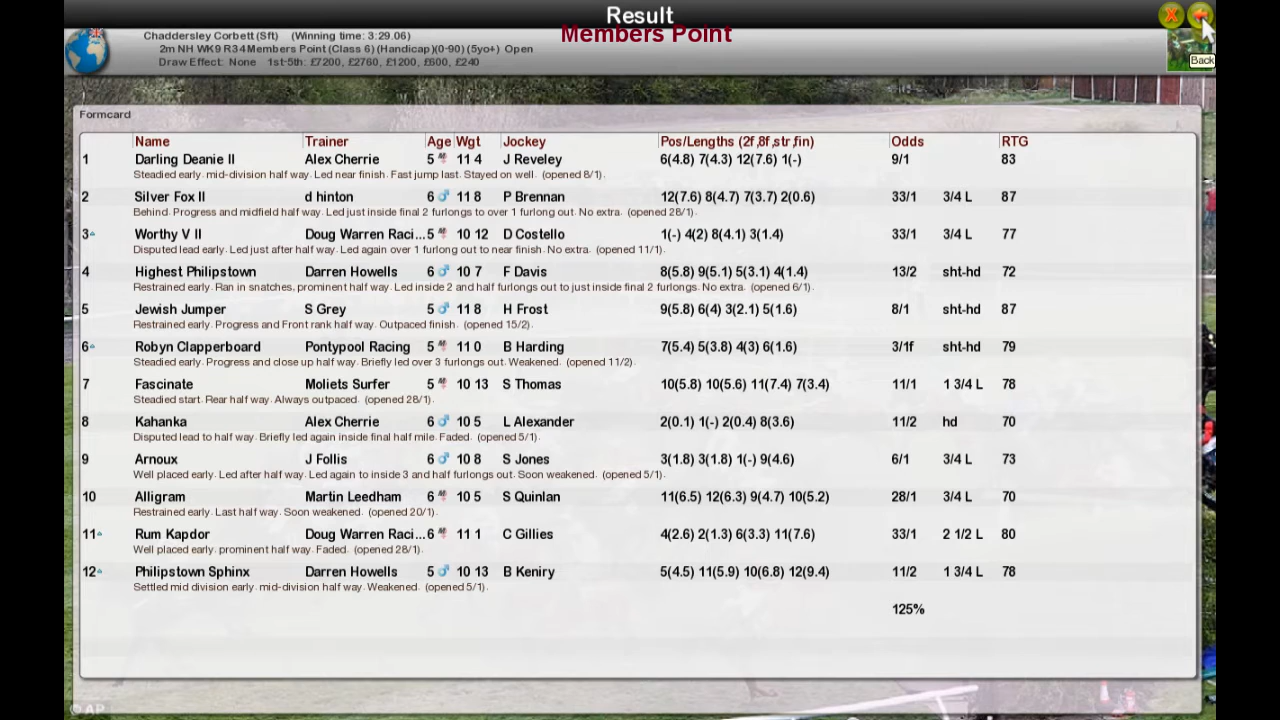 Result
Members Point
Chaddersley Corbett (Sft) (Winning time: 3:29.06)
2m NH WK9 R34 Members Point (Class 6) (Handicap)(0-90) (5yo+) Open
Draw Effect: None 1st-5th: £7200, £2760, £1200, £600, £240
Back
Formcard
Name Trainer Age Wgt Jockey Pos/Lengths (2f,8f,str,fin) Odds RTG
1 Darling Deanie II Alex Cherrie 5 11 4 J Reveley 6(4.8) 7(4.3) 12(7.6) 1(-) 9/1 83
Steadied early. mid-division half way. Led near finish. Fast jump last. Stayed on well. (opened 8/1).
2 Silver Fox II d hinton 6 11 8 P Brennan 12(7.6) 8(4.7) 7(3.7) 2(0.6) 33/1 3/4 L 87
Behind. Progress and midfield half way. Led just inside final 2 furlongs to over 1 furlong out. No extra. (opened 28/1).
3 Worthy V II Doug Warren Raci... 5 10 12 D Costello 1(-) 4(2) 8(4.1) 3(1.4) 33/1 3/4 L 77
Disputed lead early. Led just after half way. Led again over 1 furlong out to near finish. No extra. (opened 11/1).
4 Highest Philipstown Darren Howells 6 10 7 F Davis 8(5.8) 9(5.1) 5(3.1) 4(1.4) 13/2 sht-hd 72
Restrained early. Ran in snatches, prominent half way. Led inside 2 and half furlongs out to just inside final 2 furlongs. No extra. (opened 6/1).
5 Jewish Jumper S Grey 5 11 8 H Frost 9(5.8) 6(4) 3(2.1) 5(1.6) 8/1 sht-hd 87
Restrained early. Progress and Front rank half way. Outpaced finish. (opened 15/2).
6 Robyn Clapperboard Pontypool Racing 5 11 0 B Harding 7(5.4) 5(3.8) 4(3) 6(1.6) 3/1f sht-hd 79
Steadied early. Progress and close up half way. Briefly led over 3 furlongs out. Weakened. (opened 11/2).
7 Fascinate Moliets Surfer 5 10 13 S Thomas 10(5.8) 10(5.6) 11(7.4) 7(3.4) 11/1 1 3/4 L 78
Steadied start. Rear half way. Always outpaced. (opened 28/1).
8 Kahanka Alex Cherrie 6 10 5 L Alexander 2(0.1) 1(-) 2(0.4) 8(3.6) 11/2 hd 70
Disputed lead to half way. Briefly led again inside final half mile. Faded. (opened 5/1).
9 Arnoux J Follis 6 10 8 S Jones 3(1.8) 3(1.8) 1(-) 9(4.6) 6/1 3/4 L 73
Well placed early. Led after half way. Led again to inside 3 and half furlongs out. Soon weakened. (opened 5/1).
10 Alligram Martin Leedham 6 10 5 S Quinlan 11(6.5) 12(6.3) 9(4.7) 10(5.2) 28/1 3/4 L 70
Restrained early. Last half way. Soon weakened. (opened 20/1).
11 Rum Kapdor Doug Warren Raci... 6 11 1 C Gillies 4(2.6) 2(1.3) 6(3.3) 11(7.6) 33/1 2 1/2 L 80
Well placed early. prominent half way. Faded. (opened 28/1).
12 Philipstown Sphinx Darren Howells 5 10 13 B Keniry 5(4.5) 11(5.9) 10(6.8) 12(9.4) 11/2 1 3/4 L 78
Settled mid division early. mid-division half way. Weakened. (opened 5/1).
125%
© AP